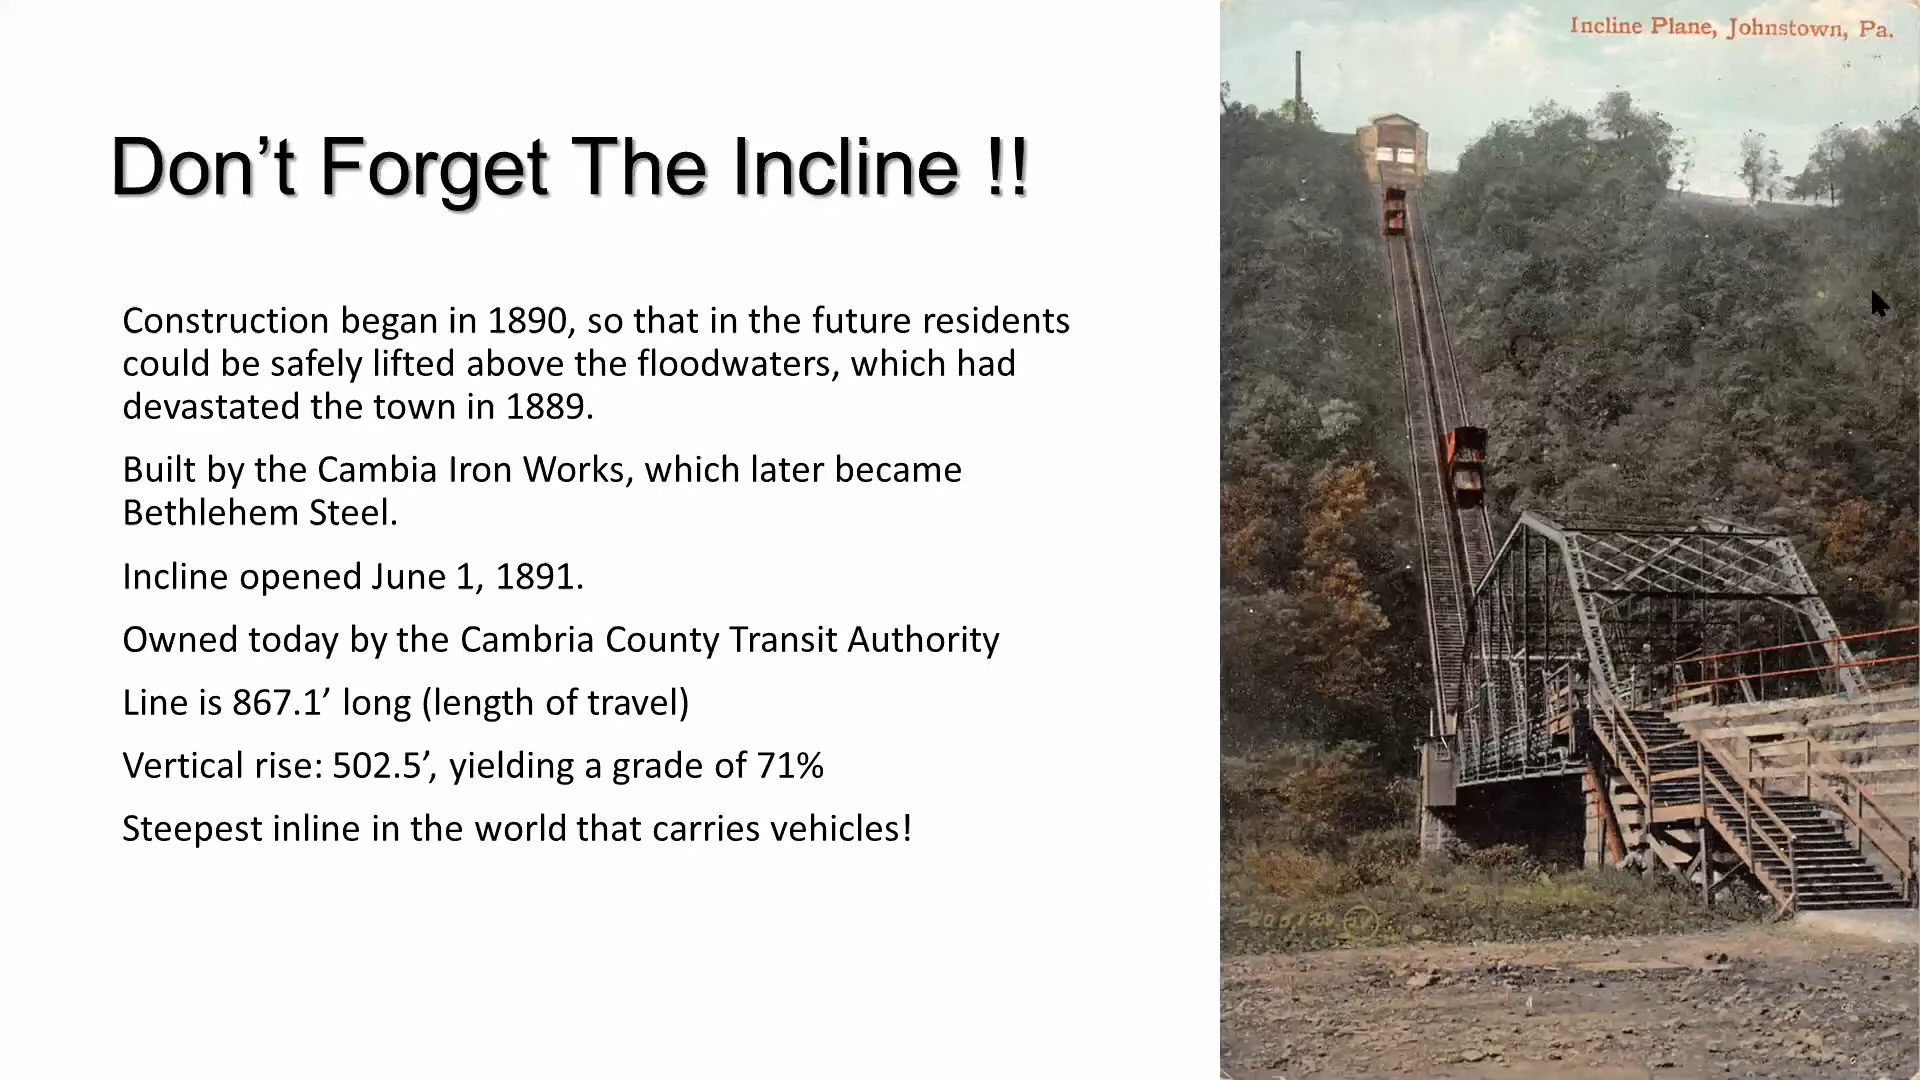 Incline Plane, Johnstown, Pa.
Don’t Forget The Incline !!
Construction began in 1890, so that in the future residents
could be safely lifted above the floodwaters, which had
devastated the town in 1889.
Built by the Cambia Iron Works, which later became
Bethlehem Steel.
Incline opened June 1, 1891.
Owned today by the Cambria County Transit Authority
Line is 867.1’ long (length of travel)
Vertical rise: 502.5’, yielding a grade of 71%
Steepest inline in the world that carries vehicles!